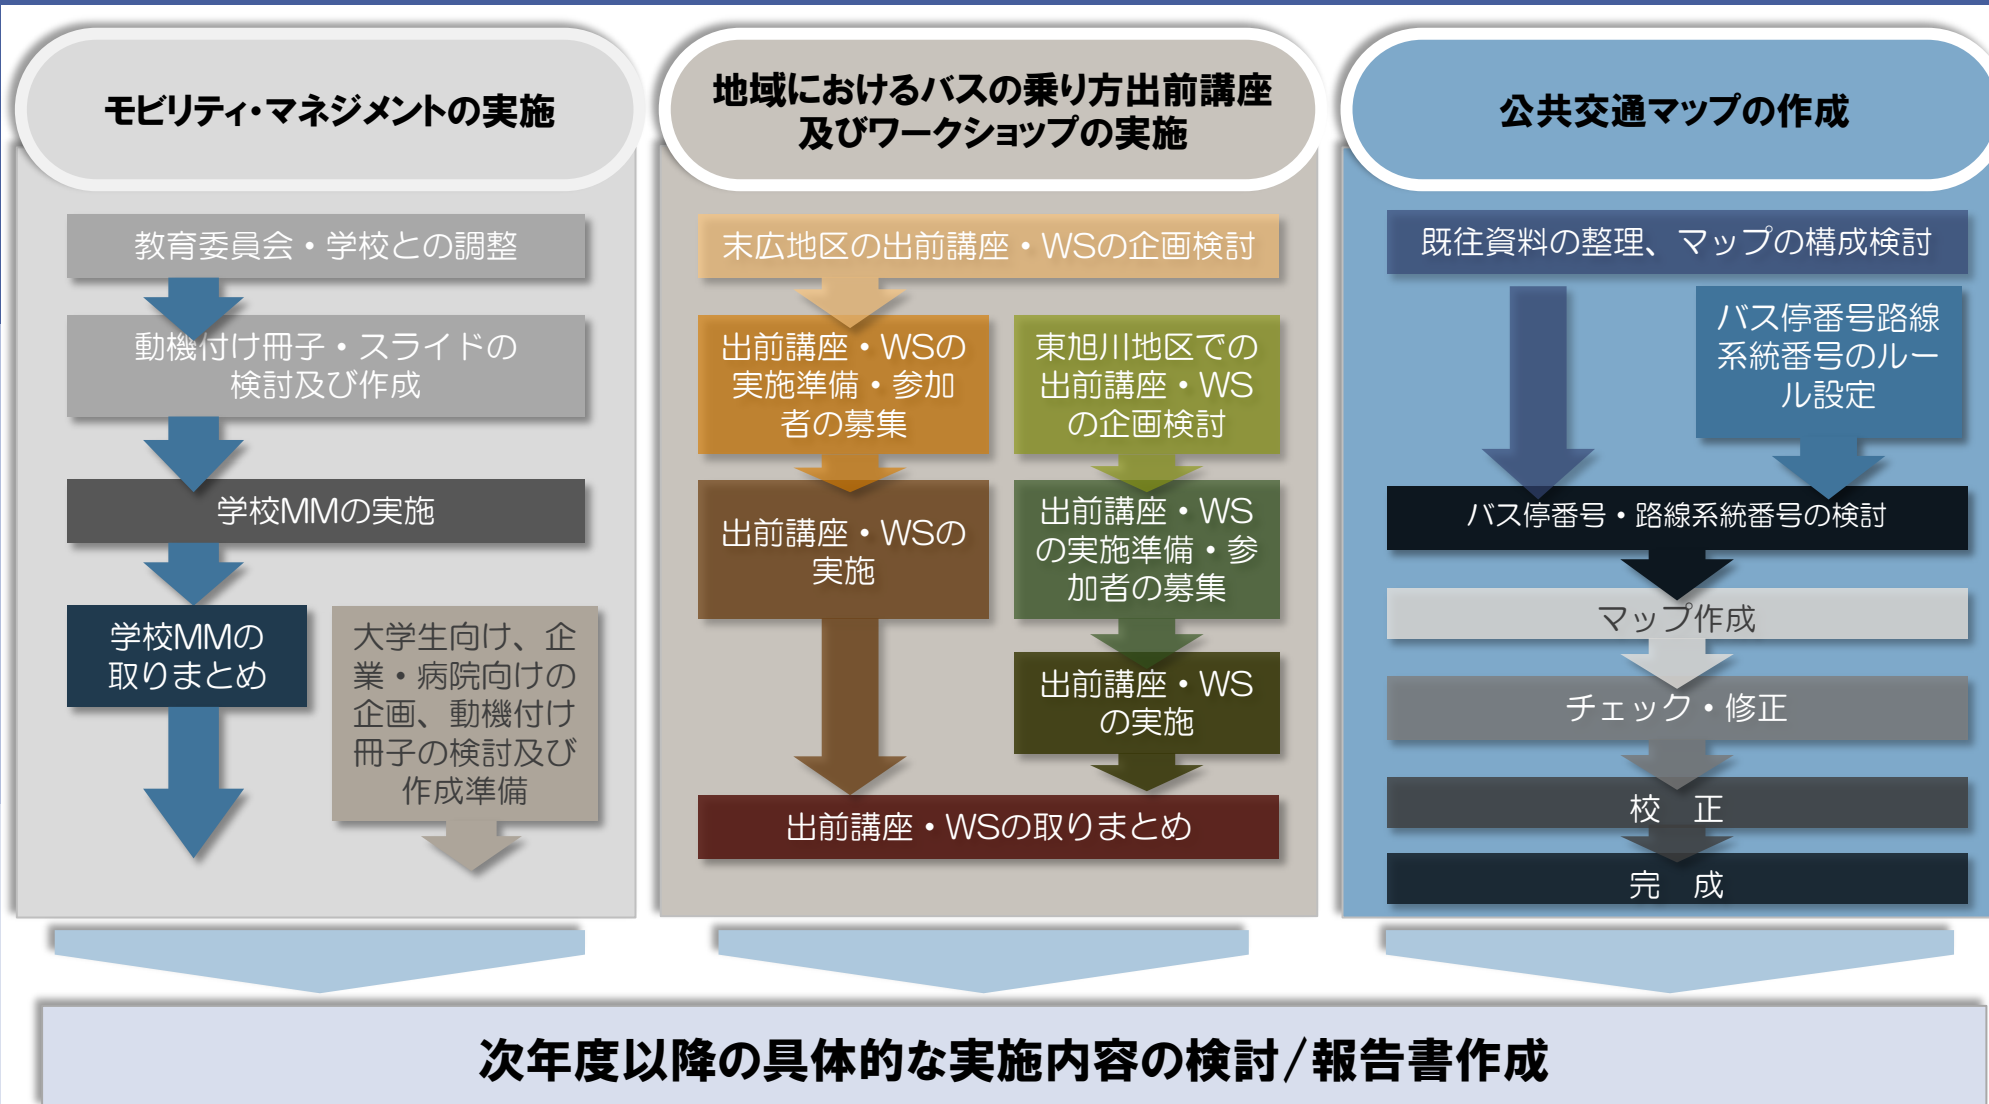 モビリティ・マネジメントの実施
教育委員会・学校との調整
動機付け冊子・スライドの
検討及び作成
学校MMの実施
学校MMの
取りまとめ
大学生向け、企
業・病院向けの
企画、動機付け
冊子の検討及び
作成準備
地域におけるバスの乗り方出前講座
及びワークショップの実施
末広地区の出前講座・WSの企画検討
出前講座・WSの
実施準備・参加
者の募集
出前講座・WSの
実施
東旭川地区での
出前講座・WS
の企画検討
出前講座・WS
の実施準備・参
加者の募集
出前講座・WS
の実施
出前講座・WSの取りまとめ
公共交通マップの作成
既往資料の整理、マップの構成検討
バス停番号路線
系統番号のルー
ル設定
バス停番号・路線系統番号の検討
マップ作成
チェック・修正
校　正
完　成
次年度以降の具体的な実施内容の検討/報告書作成